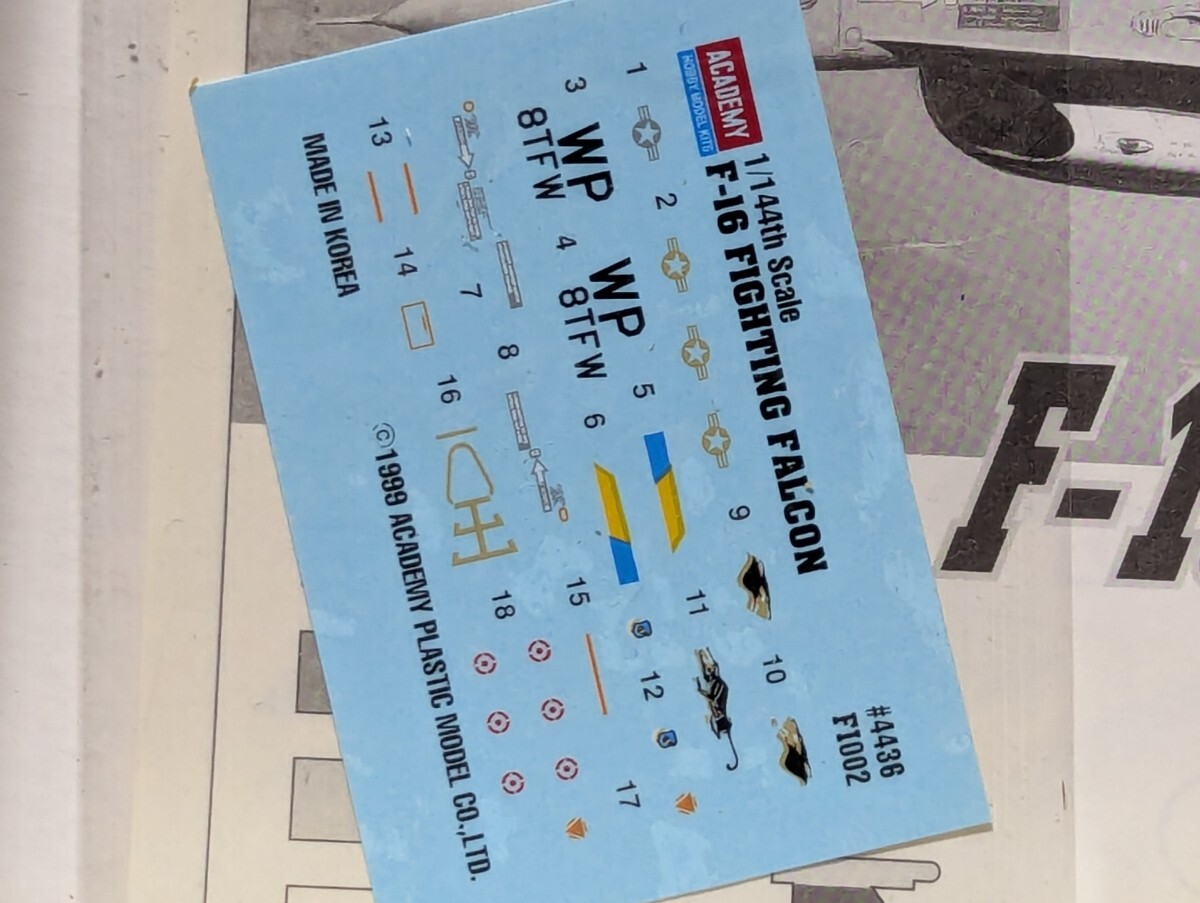 ACADEMY
HOBBY MODEL KITS
1/144th Scale
F-16 FIGHTING FALCON
#4436
F1002
1
2
3
WP
8TFW
4
WP
8TFW
5
6
7
8
9
10
11
12
13
14
15
16
17
18
MADE IN KOREA
©1999 ACADEMY PLASTIC MODEL CO.,LTD.
F-1